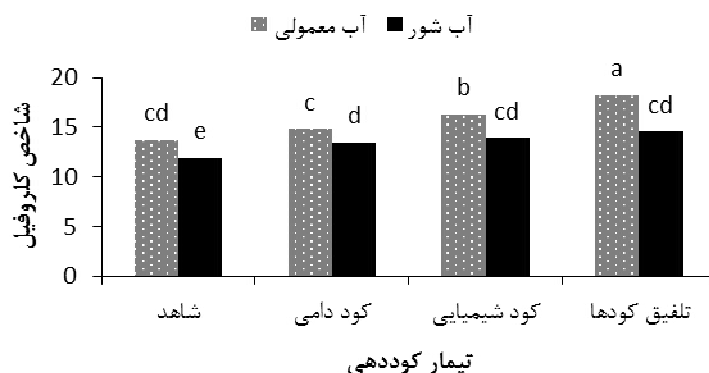 آب معمولی آب شور
شاخص کلروفیل
20
15
10
5
0
cd e c d b cd a cd
شاهد کود دامی کود شیمیایی تلفیق کودها
تیمار کوددهی